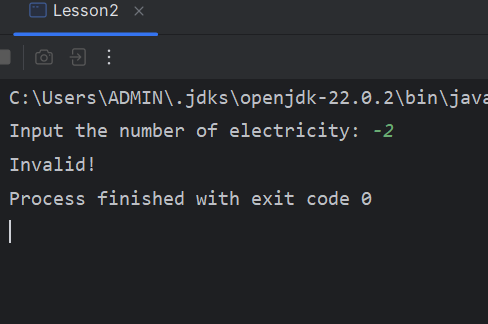 Lesson2
C:\Users\ADMIN\.jdks\openjdk-22.0.2\bin\java
Input the number of electricity: -2
Invalid!
Process finished with exit code 0